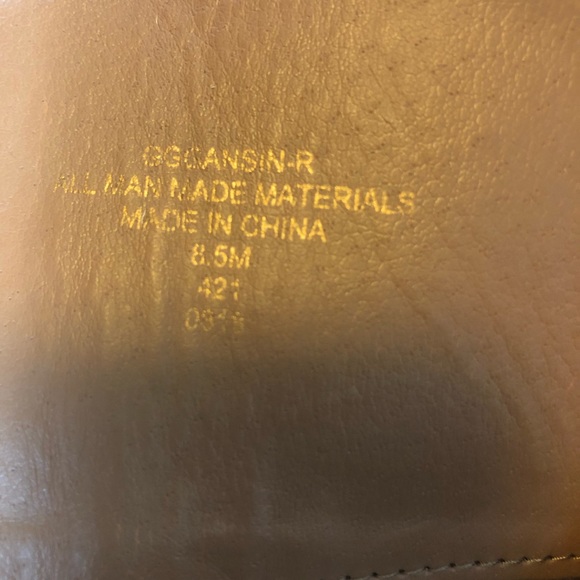 GGCANSIN-R
ALL MAN MADE MATERIALS
MADE IN CHINA
8.5M
421